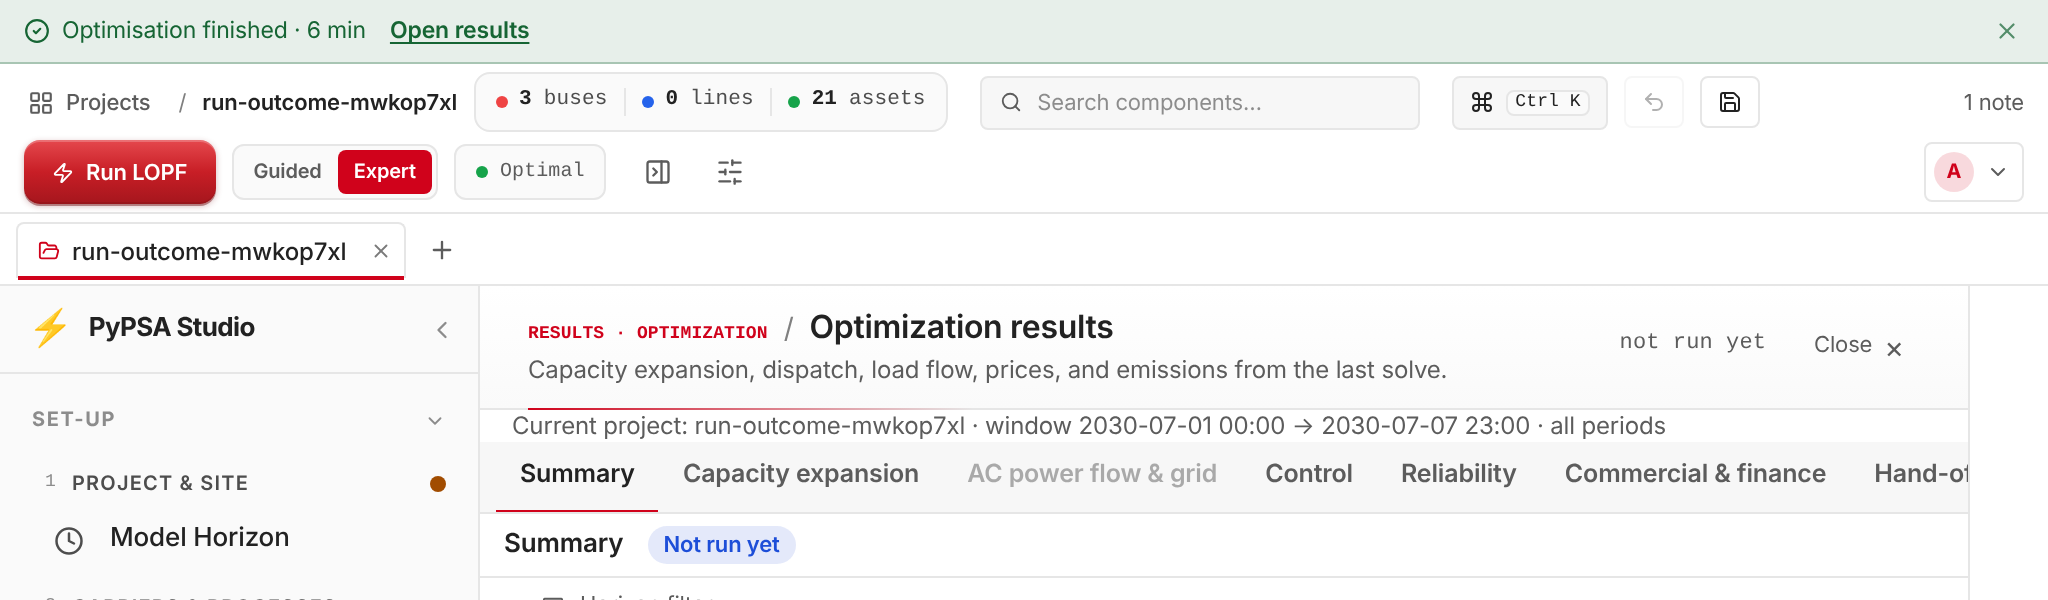 Optimisation finished · 6 min Open results
Projects / run-outcome-mwkop7xl 3 buses 0 lines 21 assets Search components... Ctrl K 1 note
Run LOPF Guided Expert Optimal A
run-outcome-mwkop7xl
PyPSA Studio
SET-UP
1 PROJECT & SITE
Model Horizon
RESULTS · OPTIMIZATION / Optimization results
not run yet Close
Capacity expansion, dispatch, load flow, prices, and emissions from the last solve.
Current project: run-outcome-mwkop7xl · window 2030-07-01 00:00 → 2030-07-07 23:00 · all periods
Summary Capacity expansion AC power flow & grid Control Reliability Commercial & finance Hand-of
Summary Not run yet